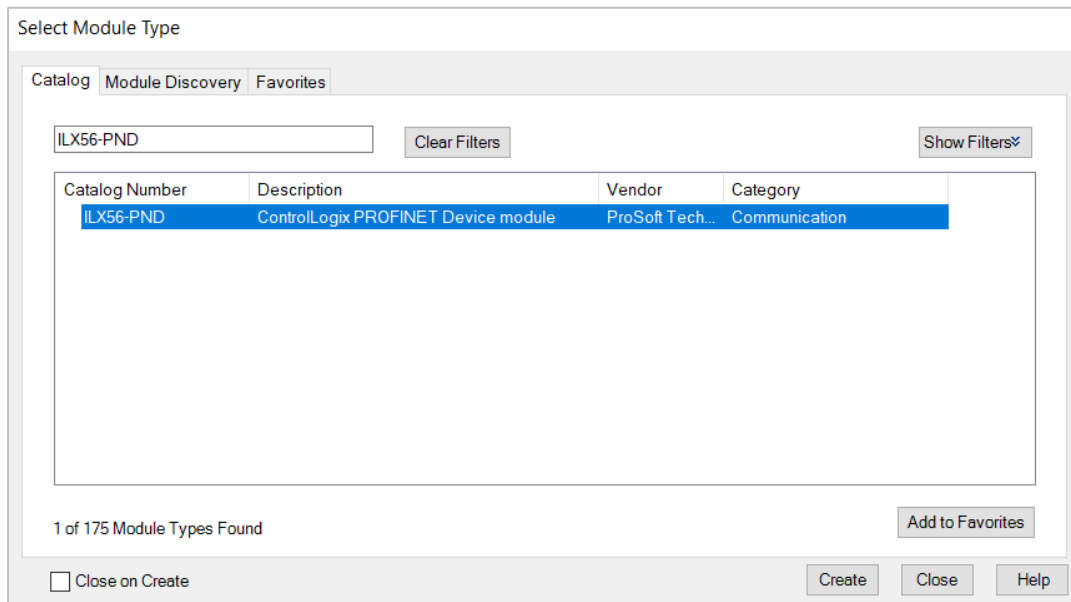 Select Module Type
Catalog Module Discovery Favorites
ILX56-PND Clear Filters Show Filters
Catalog Number Description Vendor Category
ILX56-PND ControlLogix PROFINET Device module ProSoft Tech... Communication
1 of 175 Module Types Found Add to Favorites
Close on Create Create Close Help